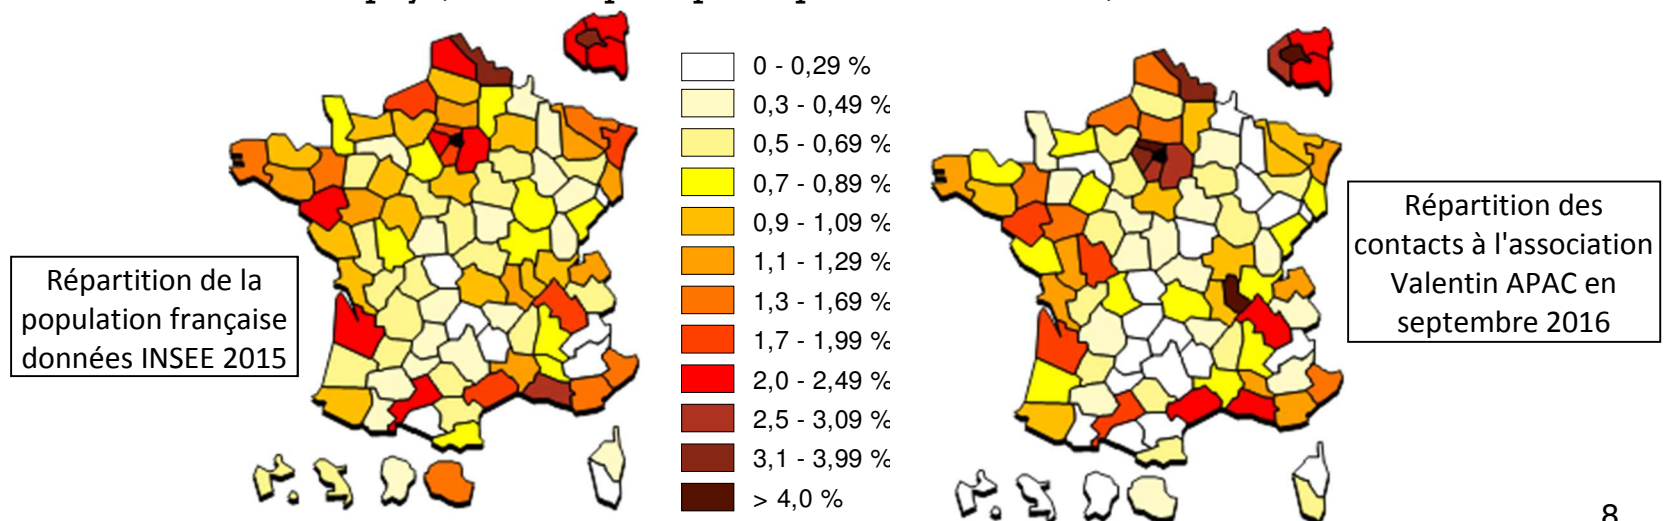 Répartition de la
population française
données INSEE 2015
0 - 0,29 %
0,3 - 0,49 %
0,5 - 0,69 %
0,7 - 0,89 %
0,9 - 1,09 %
1,1 - 1,29 %
1,3 - 1,69 %
1,7 - 1,99 %
2,0 - 2,49 %
2,5 - 3,09 %
3,1 - 3,99 %
> 4,0 %
Répartition des
contacts à l'association
Valentin APAC en
septembre 2016
8